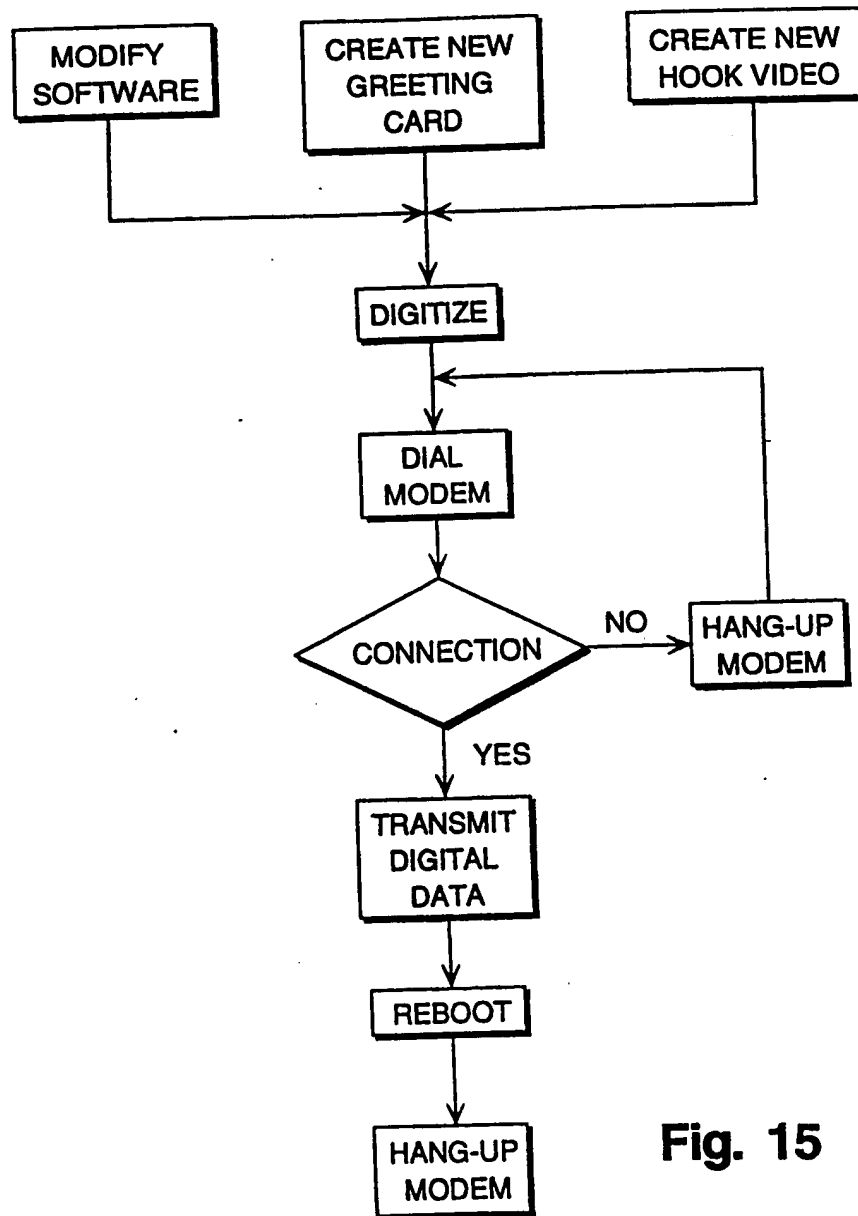 MODIFY
SOFTWARE
CREATE NEW
GREETING
CARD
CREATE NEW
HOOK VIDEO
DIGITIZE
DIAL
MODEM
CONNECTION
NO
HANG-UP
MODEM
YES
TRANSMIT
DIGITAL
DATA
REBOOT
HANG-UP
MODEM
Fig. 15